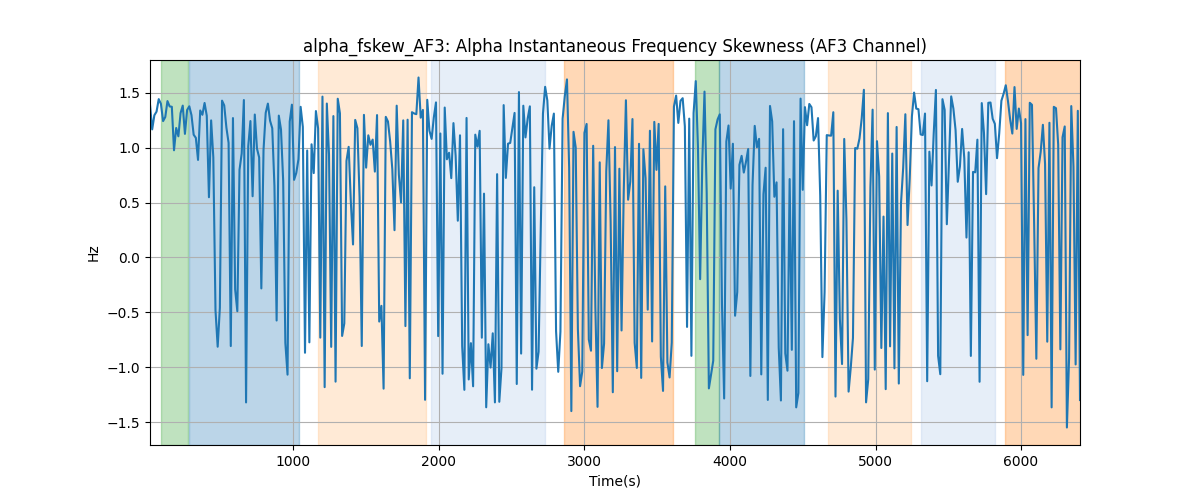 alpha_fskew_AF3: Alpha Instantaneous Frequency Skewness (AF3 Channel)
1.5
1.0
0.5
0.0
−0.5
−1.0
−1.5
Hz
1000 2000 3000 4000 5000 6000
Time(s)